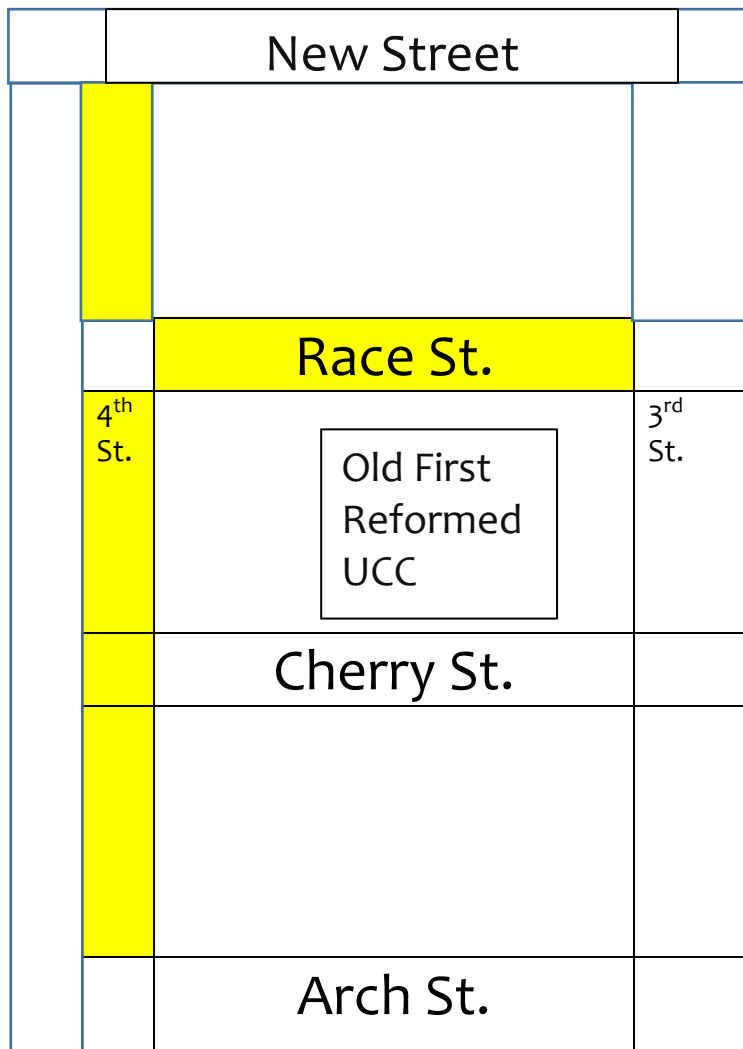 New Street
Race St.
4th
St.
3rd
St.
Old First
Reformed
UCC
Cherry St.
Arch St.